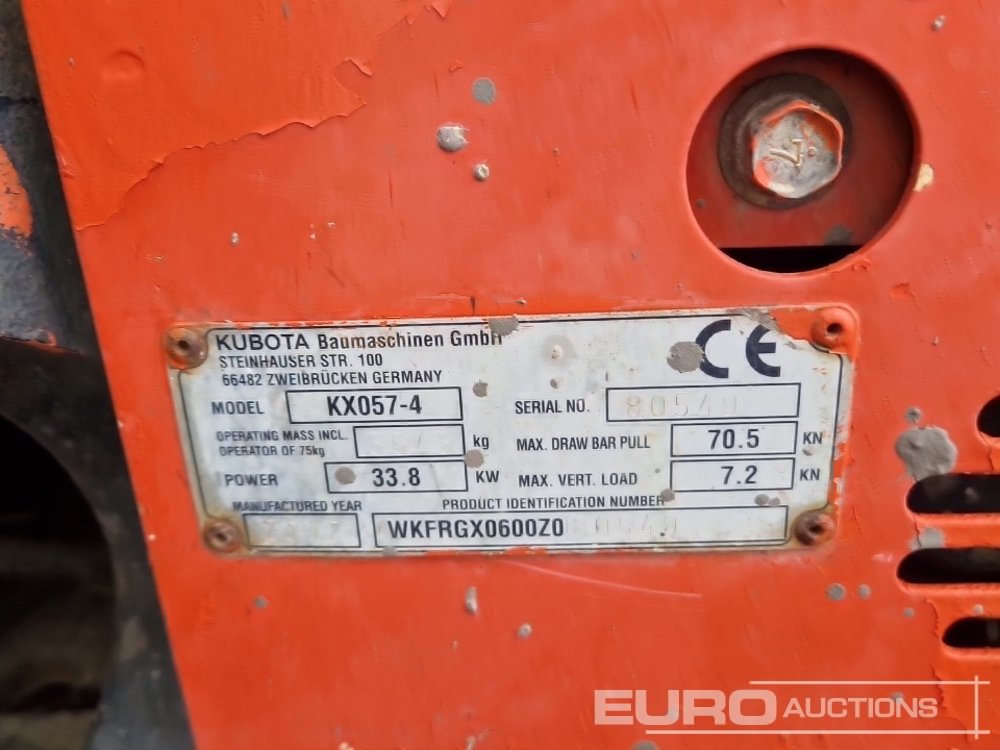 KUBOTA Baumaschinen GmbH
STEINHAUSER STR. 100
66482 ZWEIBRÜCKEN GERMANY
CE
MODEL KX057-4 SERIAL NO. 80549
OPERATING MASS INCL. OPERATOR OF 75kg kg MAX. DRAW BAR PULL 70.5 KN
POWER 33.8 KW MAX. VERT. LOAD 7.2 KN
MANUFACTURED YEAR PRODUCT IDENTIFICATION NUMBER
WKFRGX0600Z080549
EURO AUCTIONS